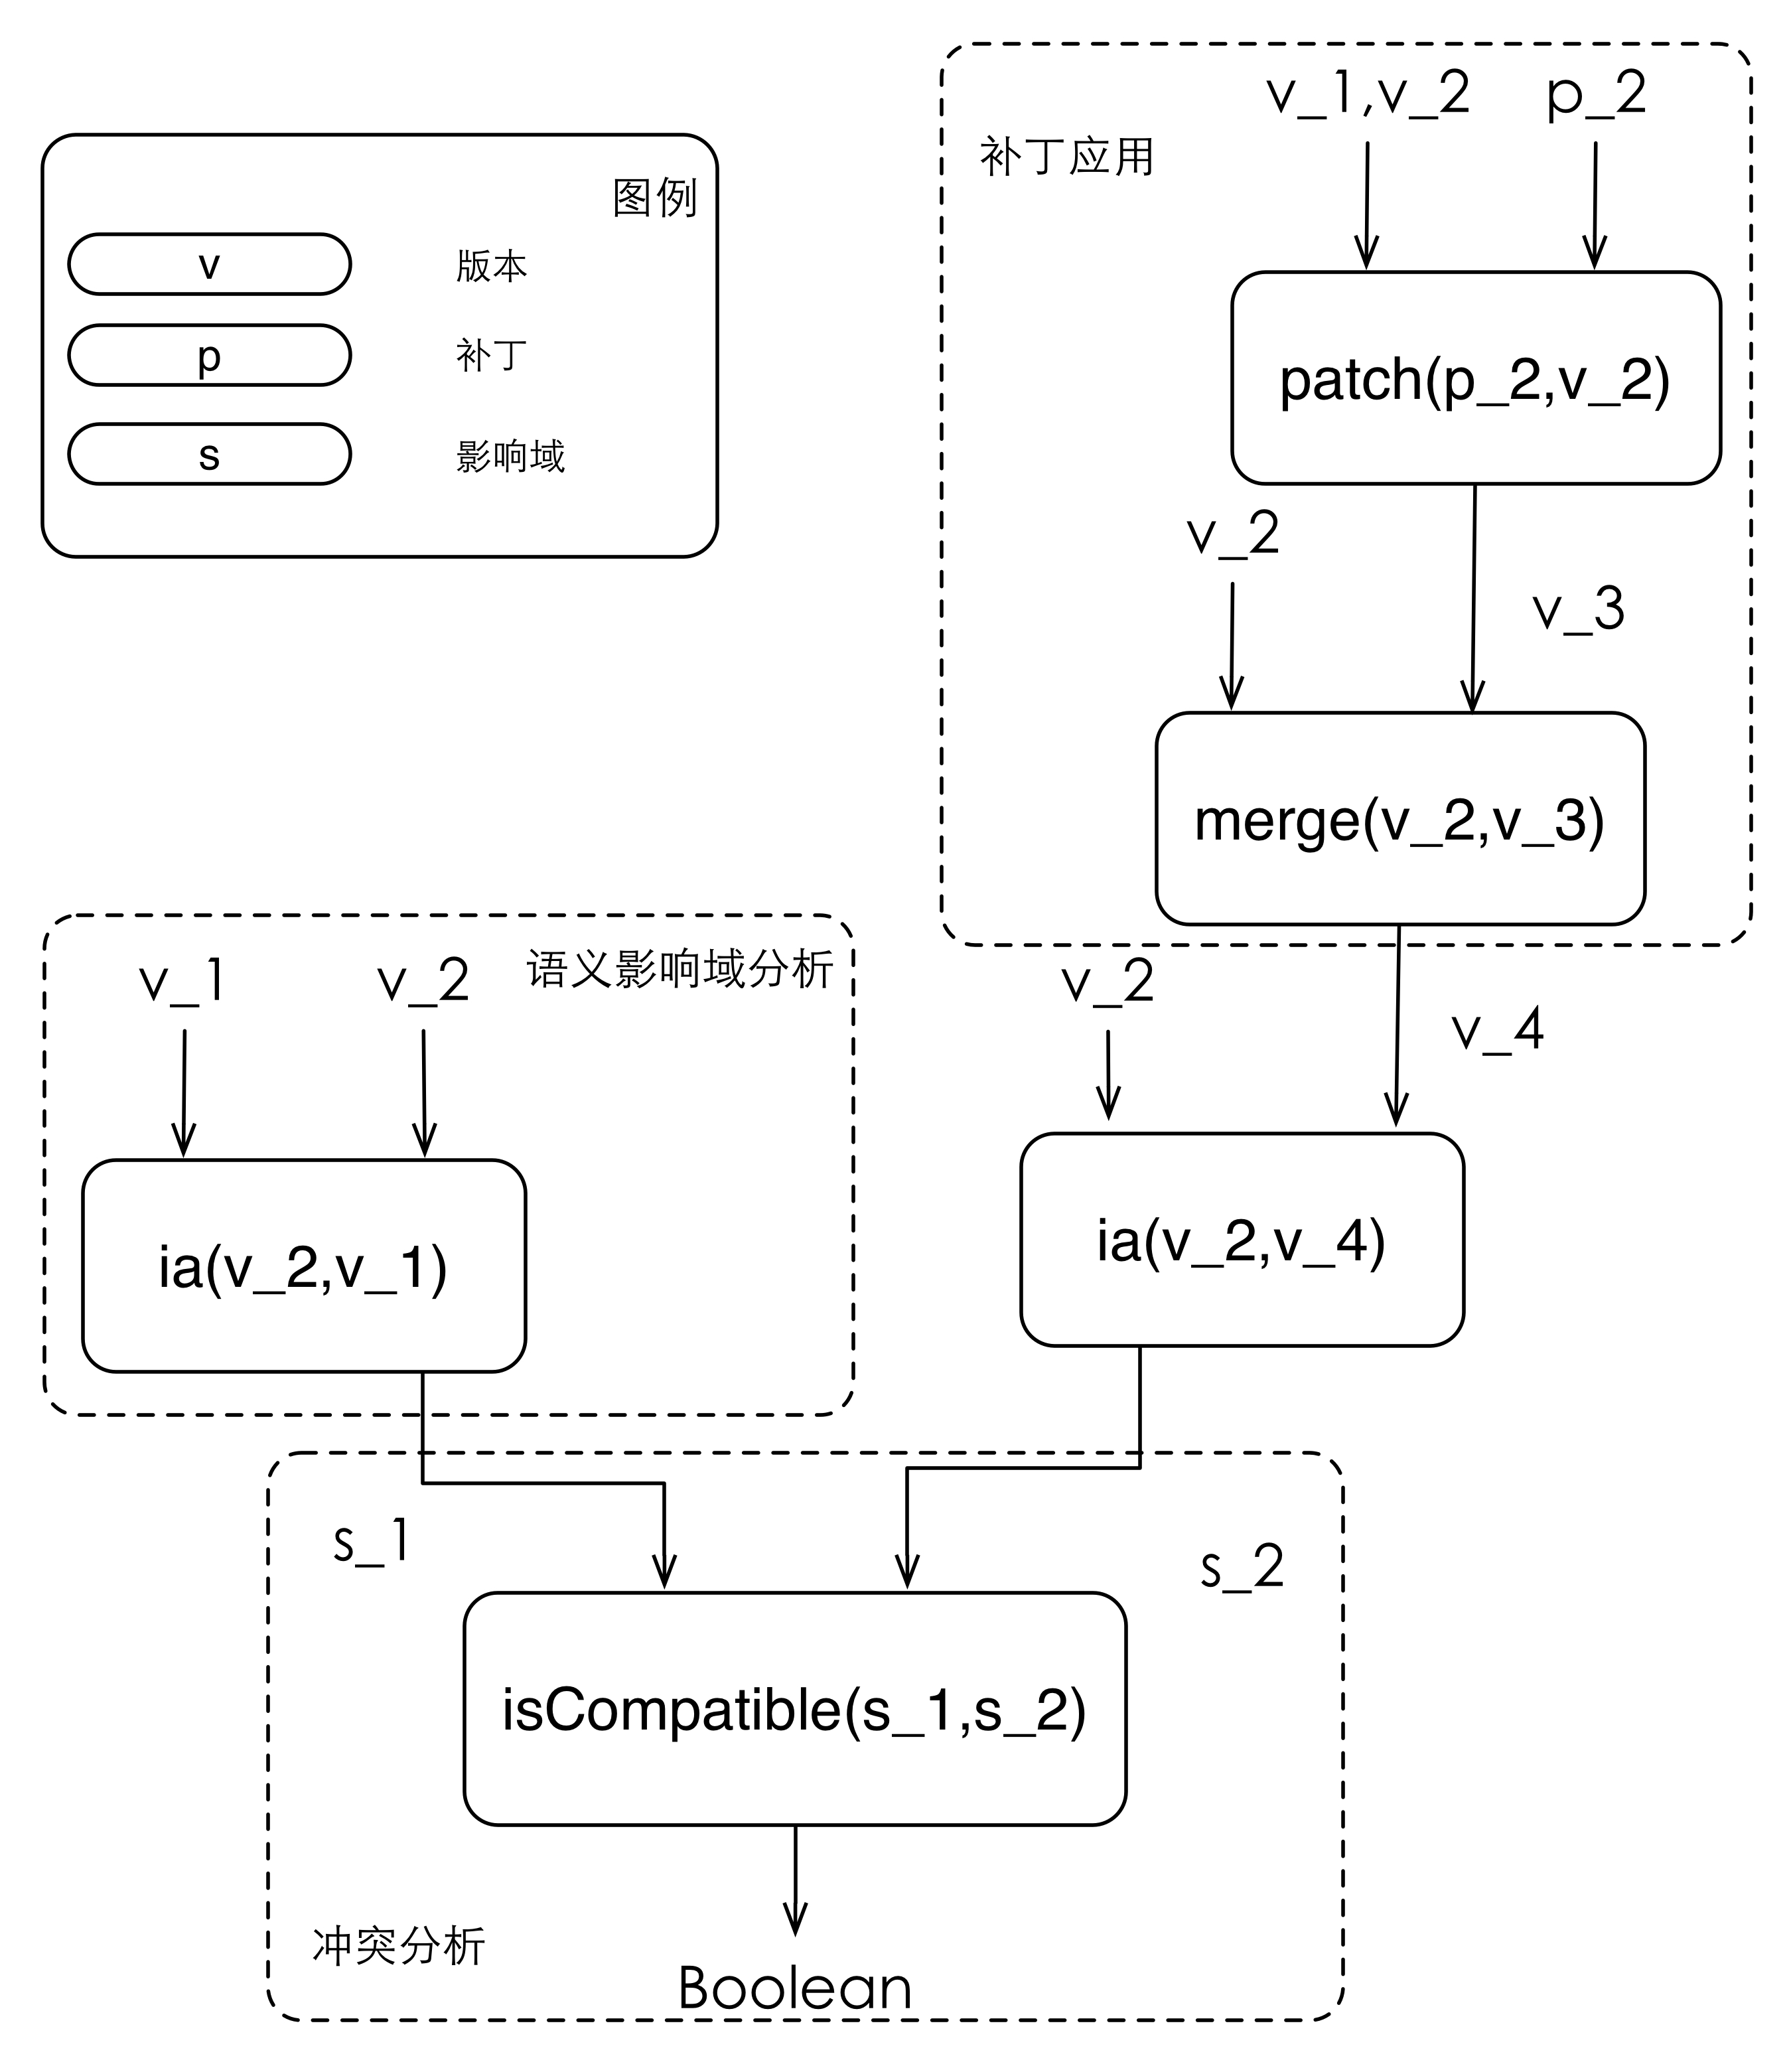 图例
v 版本
p 补丁
s 影响域
v_1,v_2 p_2
补丁应用
patch(p_2,v_2)
v_2
v_3
merge(v_2,v_3)
语义影响域分析
v_1 v_2
v_2
v_4
ia(v_2,v_1)
ia(v_2,v_4)
s_1
s_2
isCompatible(s_1,s_2)
冲突分析
Boolean